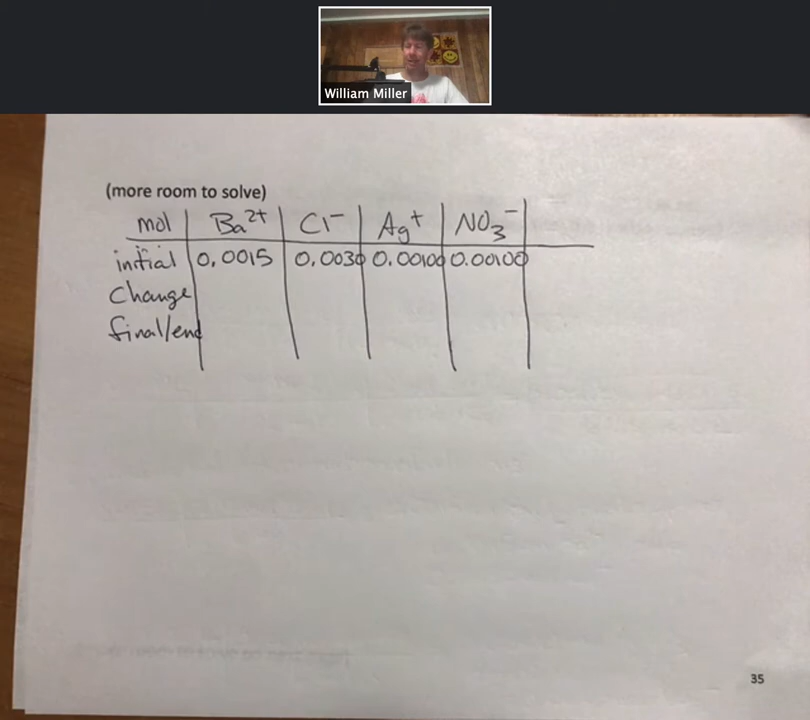 William Miller
(more room to solve)
mol Ba²⁺ Cl⁻ Ag⁺ NO₃⁻
initial 0.0015 0.0030 0.00100 0.00100
Change
final/end
35